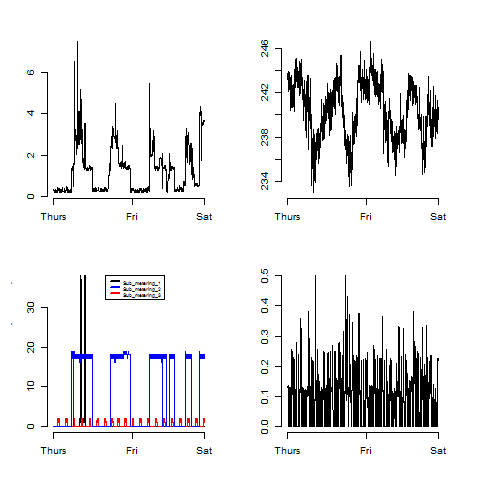 6
4
2
0
Thurs Fri Sat
246
242
238
234
Thurs Fri Sat
30
20
10
0
Sub_metering_1
Sub_metering_2
Sub_metering_3
Thurs Fri Sat
0.5
0.4
0.3
0.2
0.1
0.0
Thurs Fri Sat